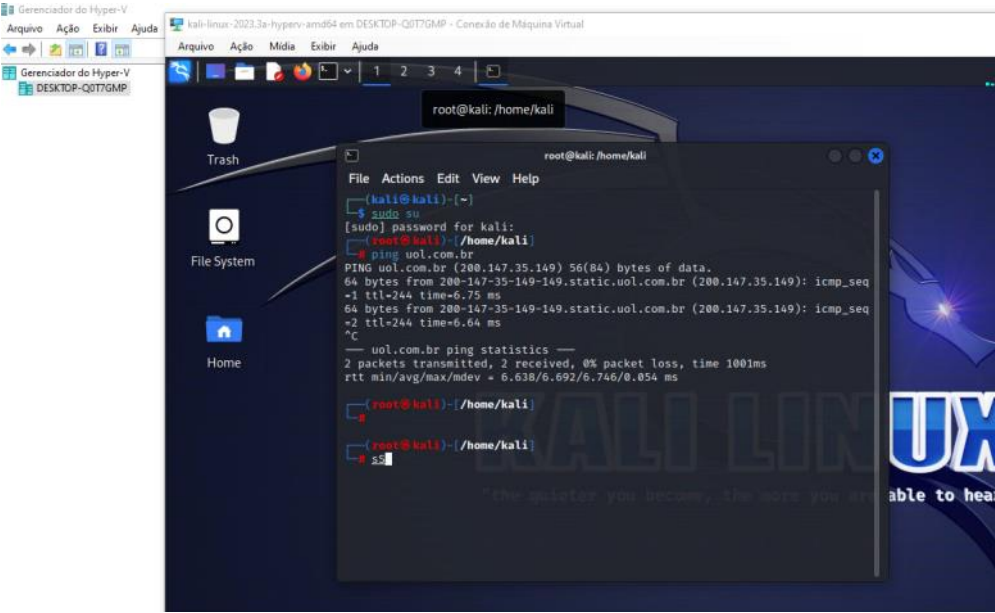 Gerenciador do Hyper-V
Arquivo Ação Exibir Ajuda
Gerenciador do Hyper-V
DESKTOP-Q0T7GMP
kali-linux-2023.3a-hyperv-amd64 em DESKTOP-Q0T7GMP - Conexão de Máquina Virtual
Arquivo Ação Mídia Exibir Ajuda
1 2 3 4
root@kali: /home/kali
Trash
File System
Home
root@kali: /home/kali
File Actions Edit View Help
┌──(kali㉿kali)-[~]
└─$ sudo su
[sudo] password for kali:
┌──(root㉿kali)-[/home/kali]
└─# ping uol.com.br
PING uol.com.br (200.147.35.149) 56(84) bytes of data.
64 bytes from 200-147-35-149-149.static.uol.com.br (200.147.35.149): icmp_seq
=1 ttl=244 time=6.75 ms
64 bytes from 200-147-35-149-149.static.uol.com.br (200.147.35.149): icmp_seq
=2 ttl=244 time=6.64 ms
^C
── uol.com.br ping statistics ──
2 packets transmitted, 2 received, 0% packet loss, time 1001ms
rtt min/avg/max/mdev = 6.638/6.692/6.746/0.054 ms
┌──(root㉿kali)-[/home/kali]
└─#
┌──(root㉿kali)-[/home/kali]
└─# sS
KALI LINUX
"the quieter you become, the more you are able to hea